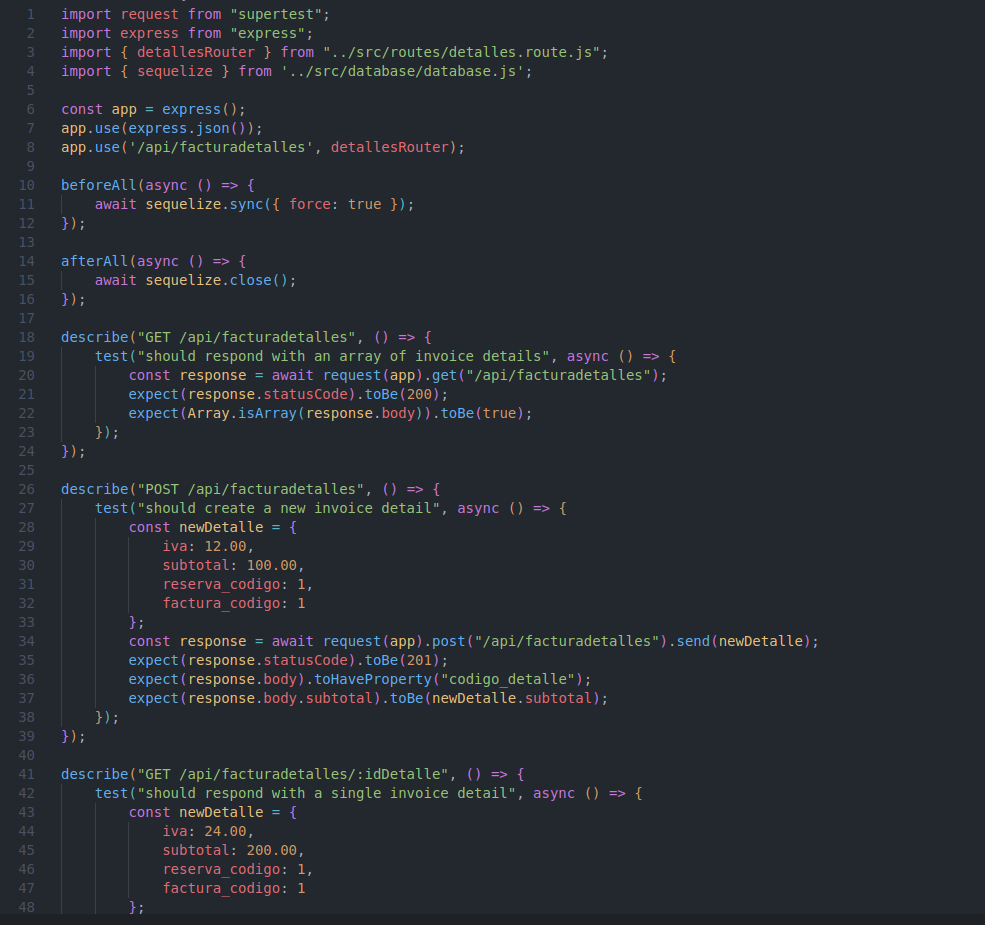 1 import request from "supertest";
2 import express from "express";
3 import { detallesRouter } from "../src/routes/detalles.route.js";
4 import { sequelize } from '../src/database/database.js';
5
6 const app = express();
7 app.use(express.json());
8 app.use('/api/facturadetalles', detallesRouter);
9
10 beforeAll(async () => {
11     await sequelize.sync({ force: true });
12 });
13
14 afterAll(async () => {
15     await sequelize.close();
16 });
17
18 describe("GET /api/facturadetalles", () => {
19     test("should respond with an array of invoice details", async () => {
20         const response = await request(app).get("/api/facturadetalles");
21         expect(response.statusCode).toBe(200);
22         expect(Array.isArray(response.body)).toBe(true);
23     });
24 });
25
26 describe("POST /api/facturadetalles", () => {
27     test("should create a new invoice detail", async () => {
28         const newDetalle = {
29             iva: 12.00,
30             subtotal: 100.00,
31             reserva_codigo: 1,
32             factura_codigo: 1
33         };
34         const response = await request(app).post("/api/facturadetalles").send(newDetalle);
35         expect(response.statusCode).toBe(201);
36         expect(response.body).toHaveProperty("codigo_detalle");
37         expect(response.body.subtotal).toBe(newDetalle.subtotal);
38     });
39 });
40
41 describe("GET /api/facturadetalles/:idDetalle", () => {
42     test("should respond with a single invoice detail", async () => {
43         const newDetalle = {
44             iva: 24.00,
45             subtotal: 200.00,
46             reserva_codigo: 1,
47             factura_codigo: 1
48         };